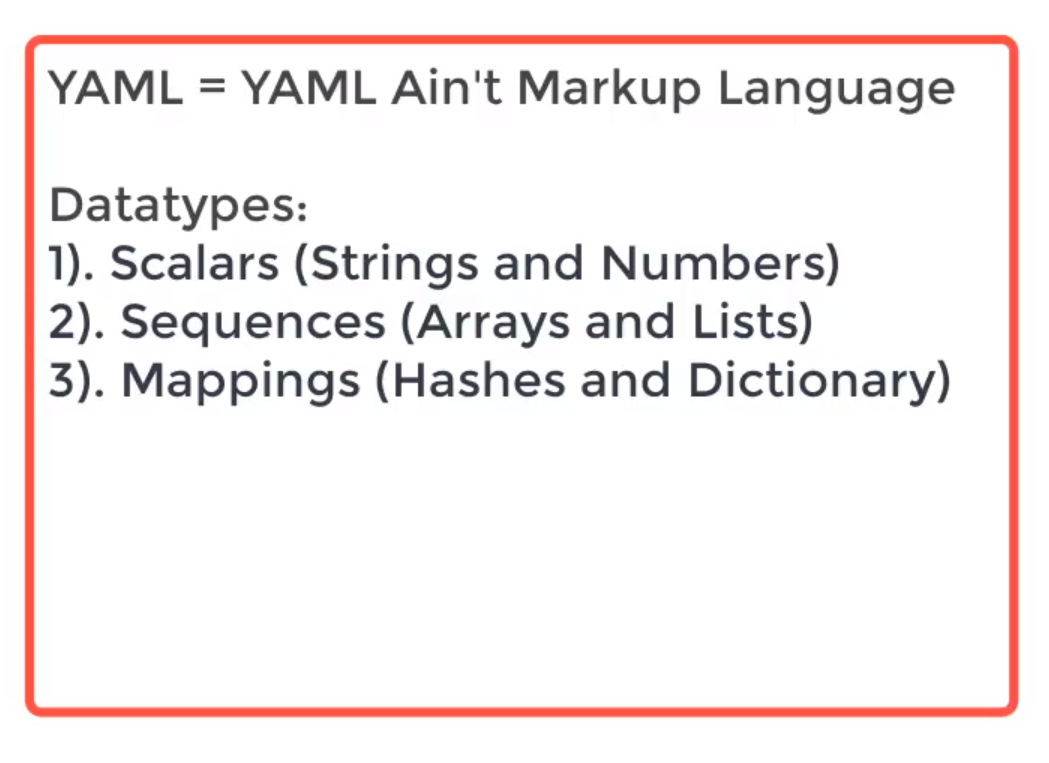 YAML = YAML Ain't Markup Language
Datatypes:
1). Scalars (Strings and Numbers)
2). Sequences (Arrays and Lists)
3). Mappings (Hashes and Dictionary)